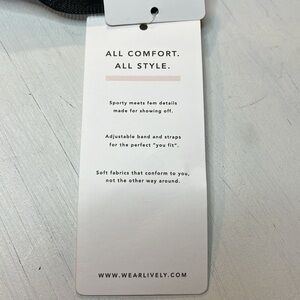 ALL COMFORT.
ALL STYLE.
Sporty meets fem details
made for showing off.
Adjustable band and straps
for the perfect "you fit".
Soft fabrics that conform to you,
not the other way around.
WWW.WEARLIVELY.COM